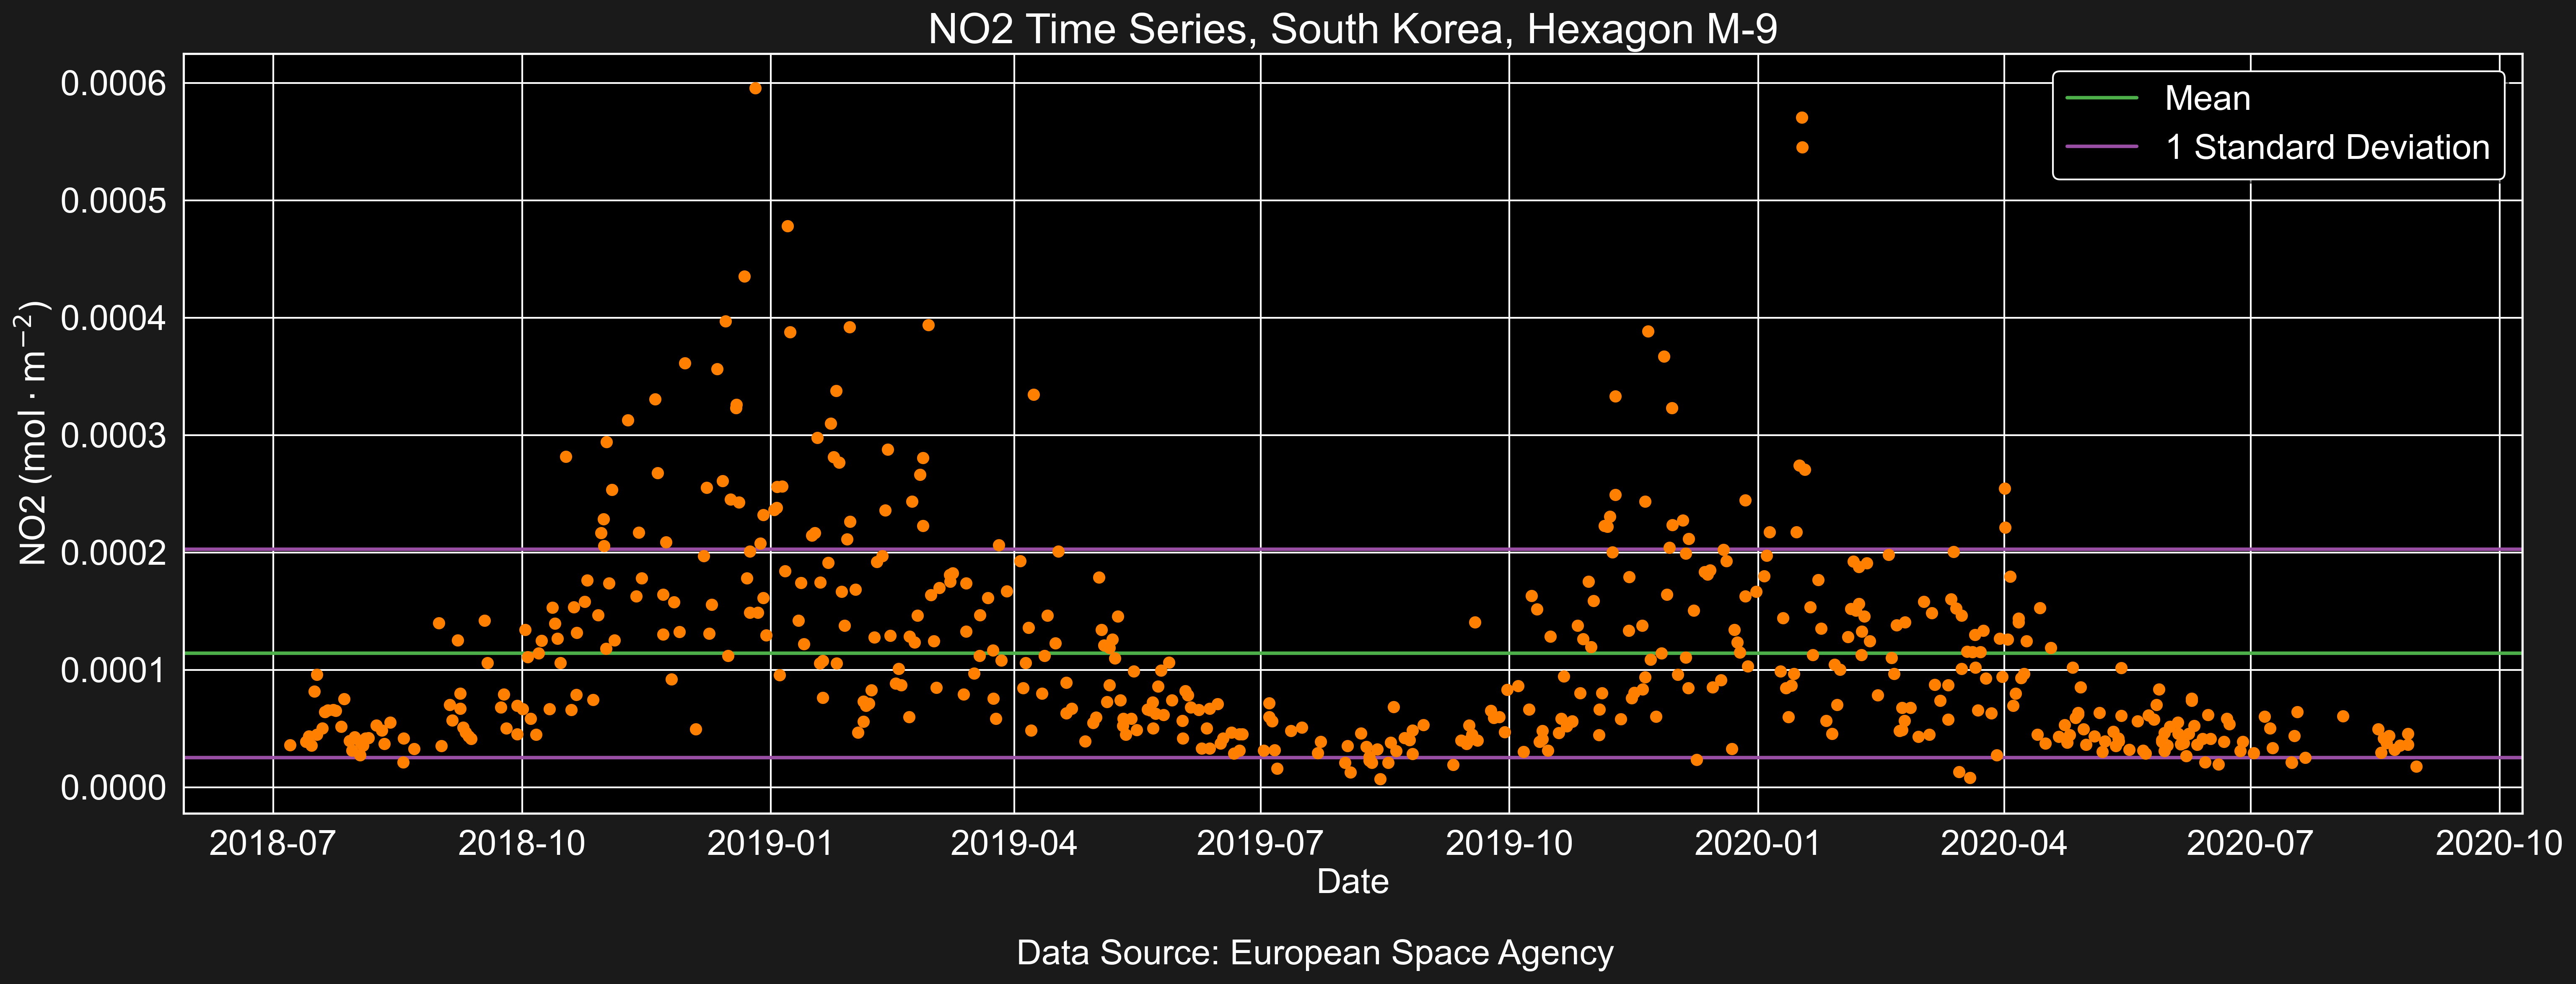 NO2 Time Series, South Korea, Hexagon M-9
Mean
1 Standard Deviation
NO2 (mol · m⁻²)
0.0006
0.0005
0.0004
0.0003
0.0002
0.0001
0.0000
2018-07 2018-10 2019-01 2019-04 2019-07 2019-10 2020-01 2020-04 2020-07 2020-10
Date
Data Source: European Space Agency